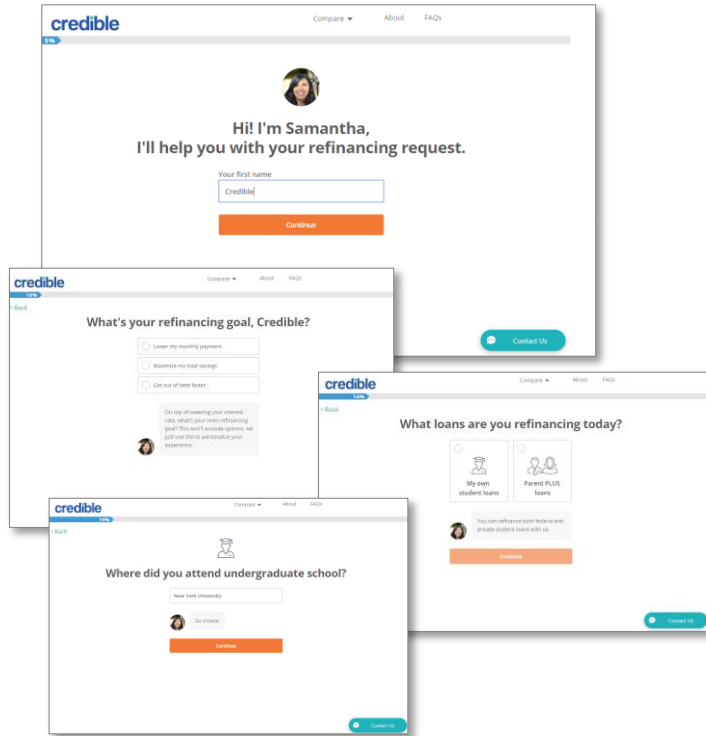 credible
Compare About FAQs
5%
Hi! I'm Samantha,
I'll help you with your refinancing request.
Your first name
Credible
Continue
Contact Us
credible
Compare About FAQs
10%
< Back
What's your refinancing goal, Credible?
Lower my monthly payment
Maximize my total savings
Get out of debt faster
On top of lowering your interest
rate, what's your main refinancing
goal? This won't exclude options, we
just use this to personalize your
experience.
credible
Compare About FAQs
< Back
What loans are you refinancing today?
My own
student loans
Parent PLUS
loans
You can refinance both federal and
private student loans with us.
Continue
Contact Us
credible
Compare About FAQs
< Back
Where did you attend undergraduate school?
New York University
Go Violets!
Continue
Contact Us